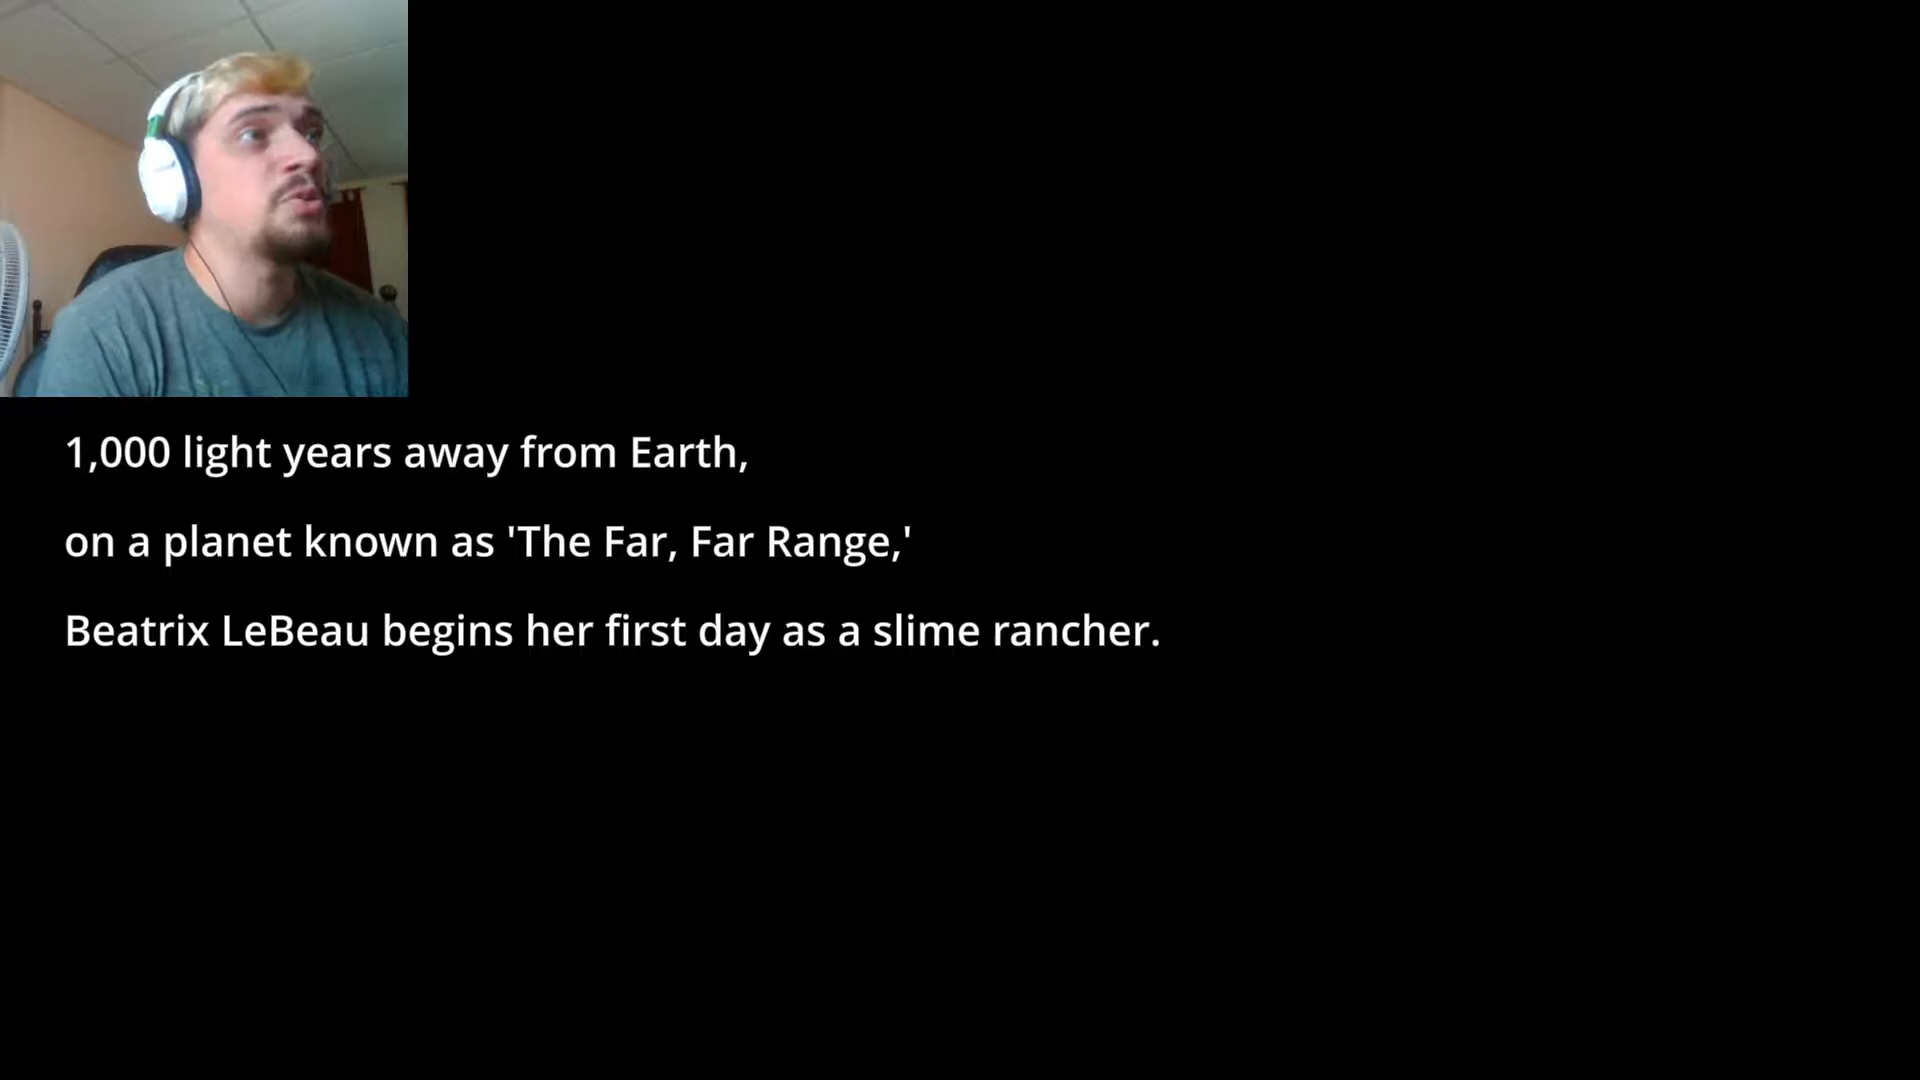 1,000 light years away from Earth,
on a planet known as 'The Far, Far Range,'
Beatrix LeBeau begins her first day as a slime rancher.